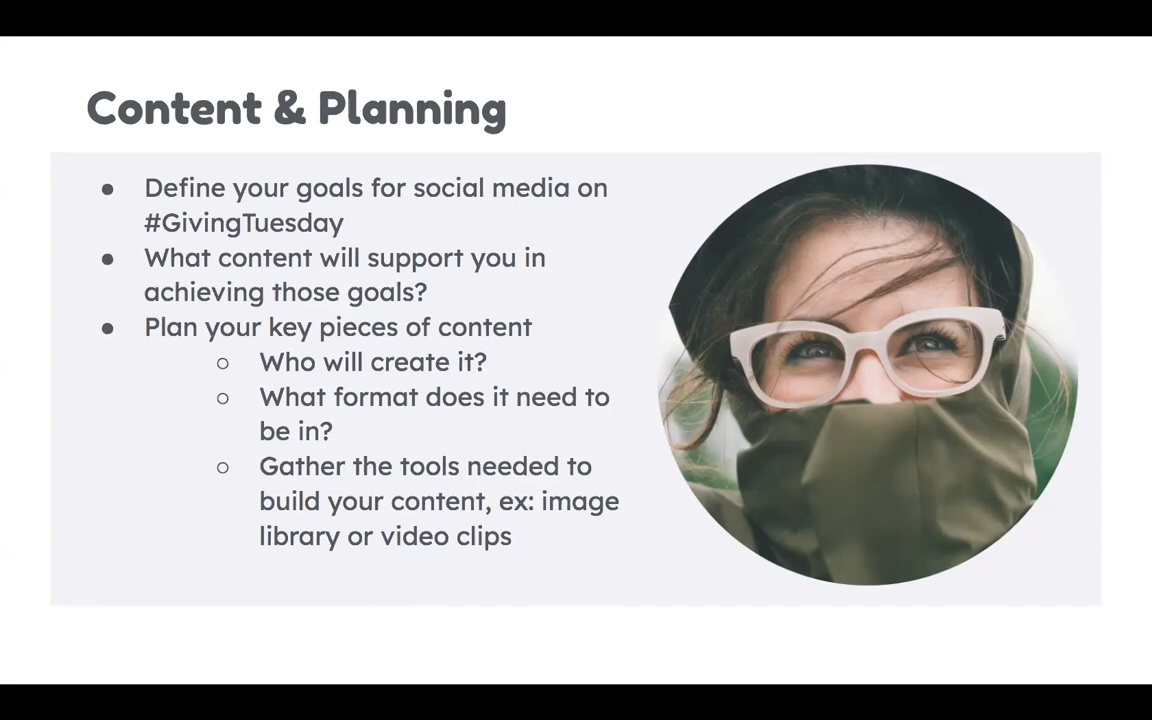 Content & Planning
● Define your goals for social media on
#GivingTuesday
● What content will support you in
achieving those goals?
● Plan your key pieces of content
○ Who will create it?
○ What format does it need to
be in?
○ Gather the tools needed to
build your content, ex: image
library or video clips